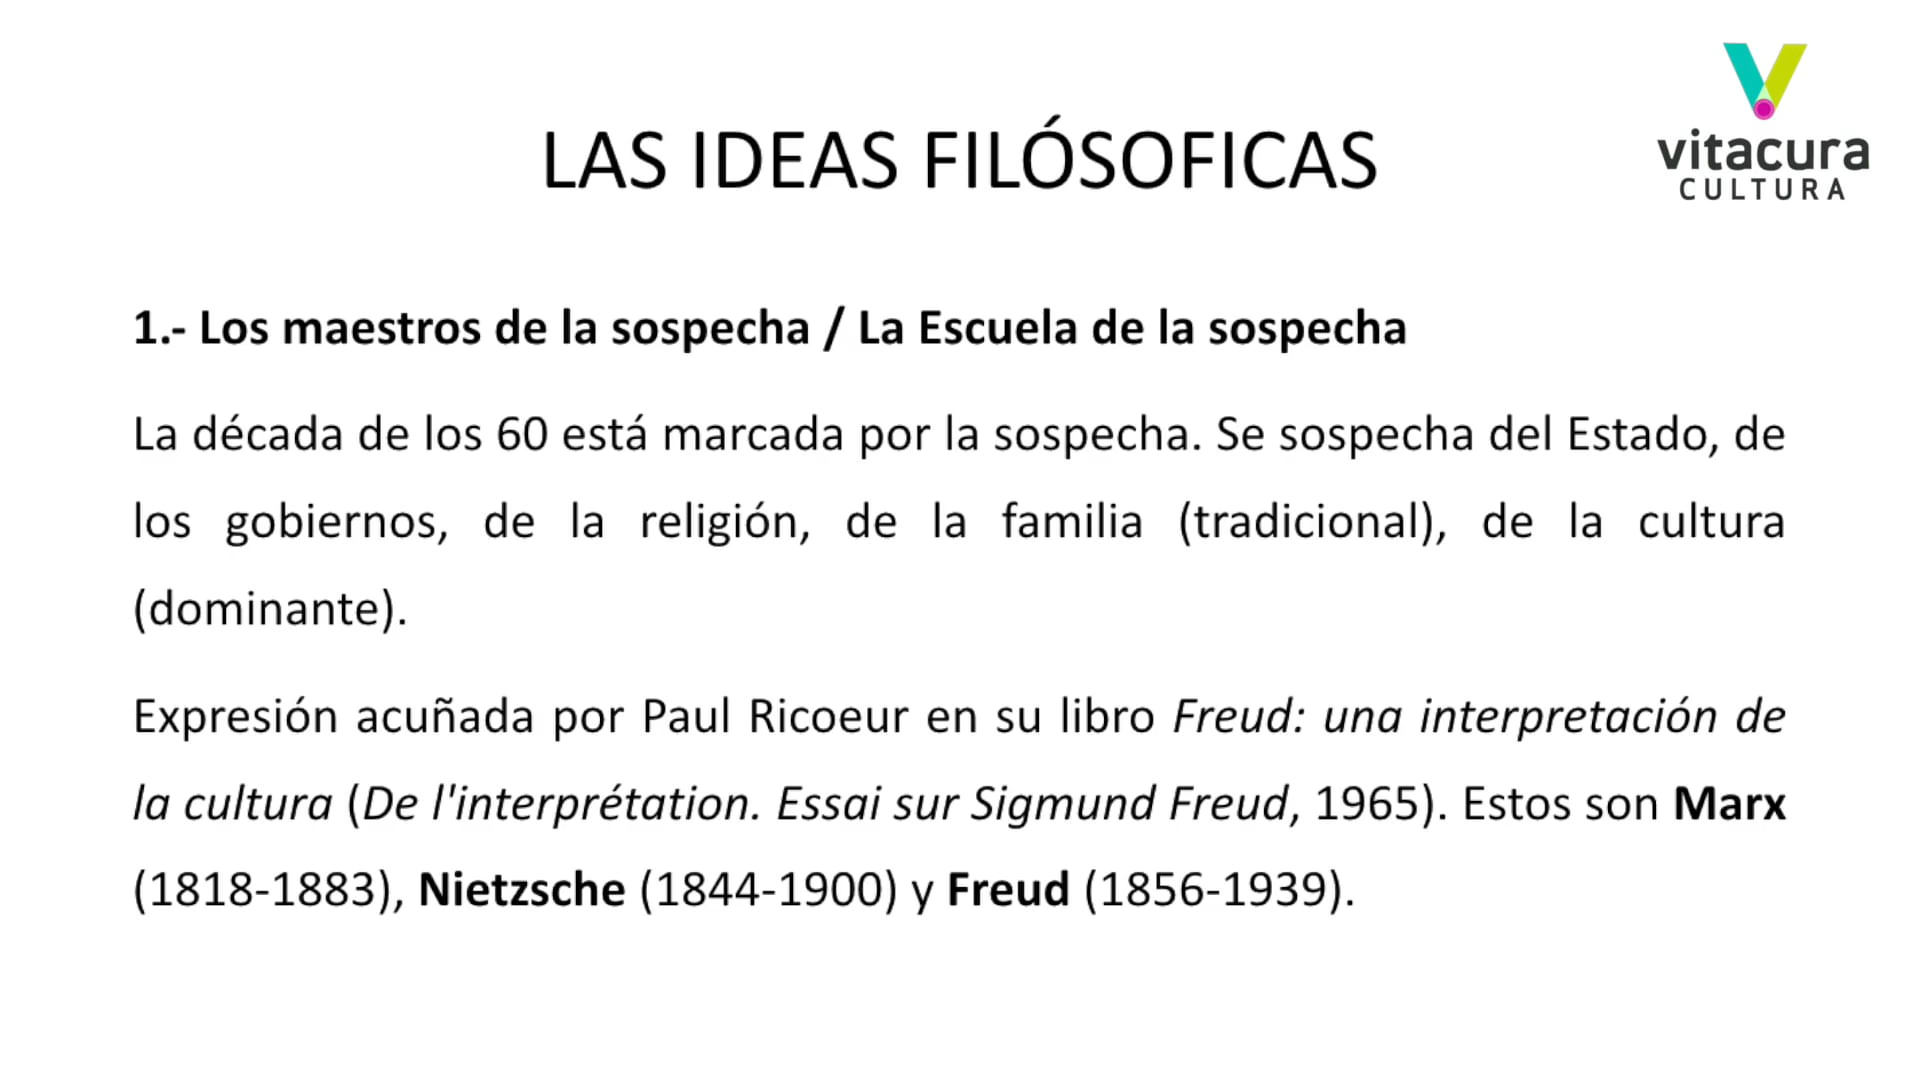 vitacura
CULTURA
LAS IDEAS FILÓSOFICAS
1.- Los maestros de la sospecha / La Escuela de la sospecha
La década de los 60 está marcada por la sospecha. Se sospecha del Estado, de
los gobiernos, de la religión, de la familia (tradicional), de la cultura
(dominante).
Expresión acuñada por Paul Ricoeur en su libro Freud: una interpretación de
la cultura (De l'interprétation. Essai sur Sigmund Freud, 1965). Estos son Marx
(1818-1883), Nietzsche (1844-1900) y Freud (1856-1939).